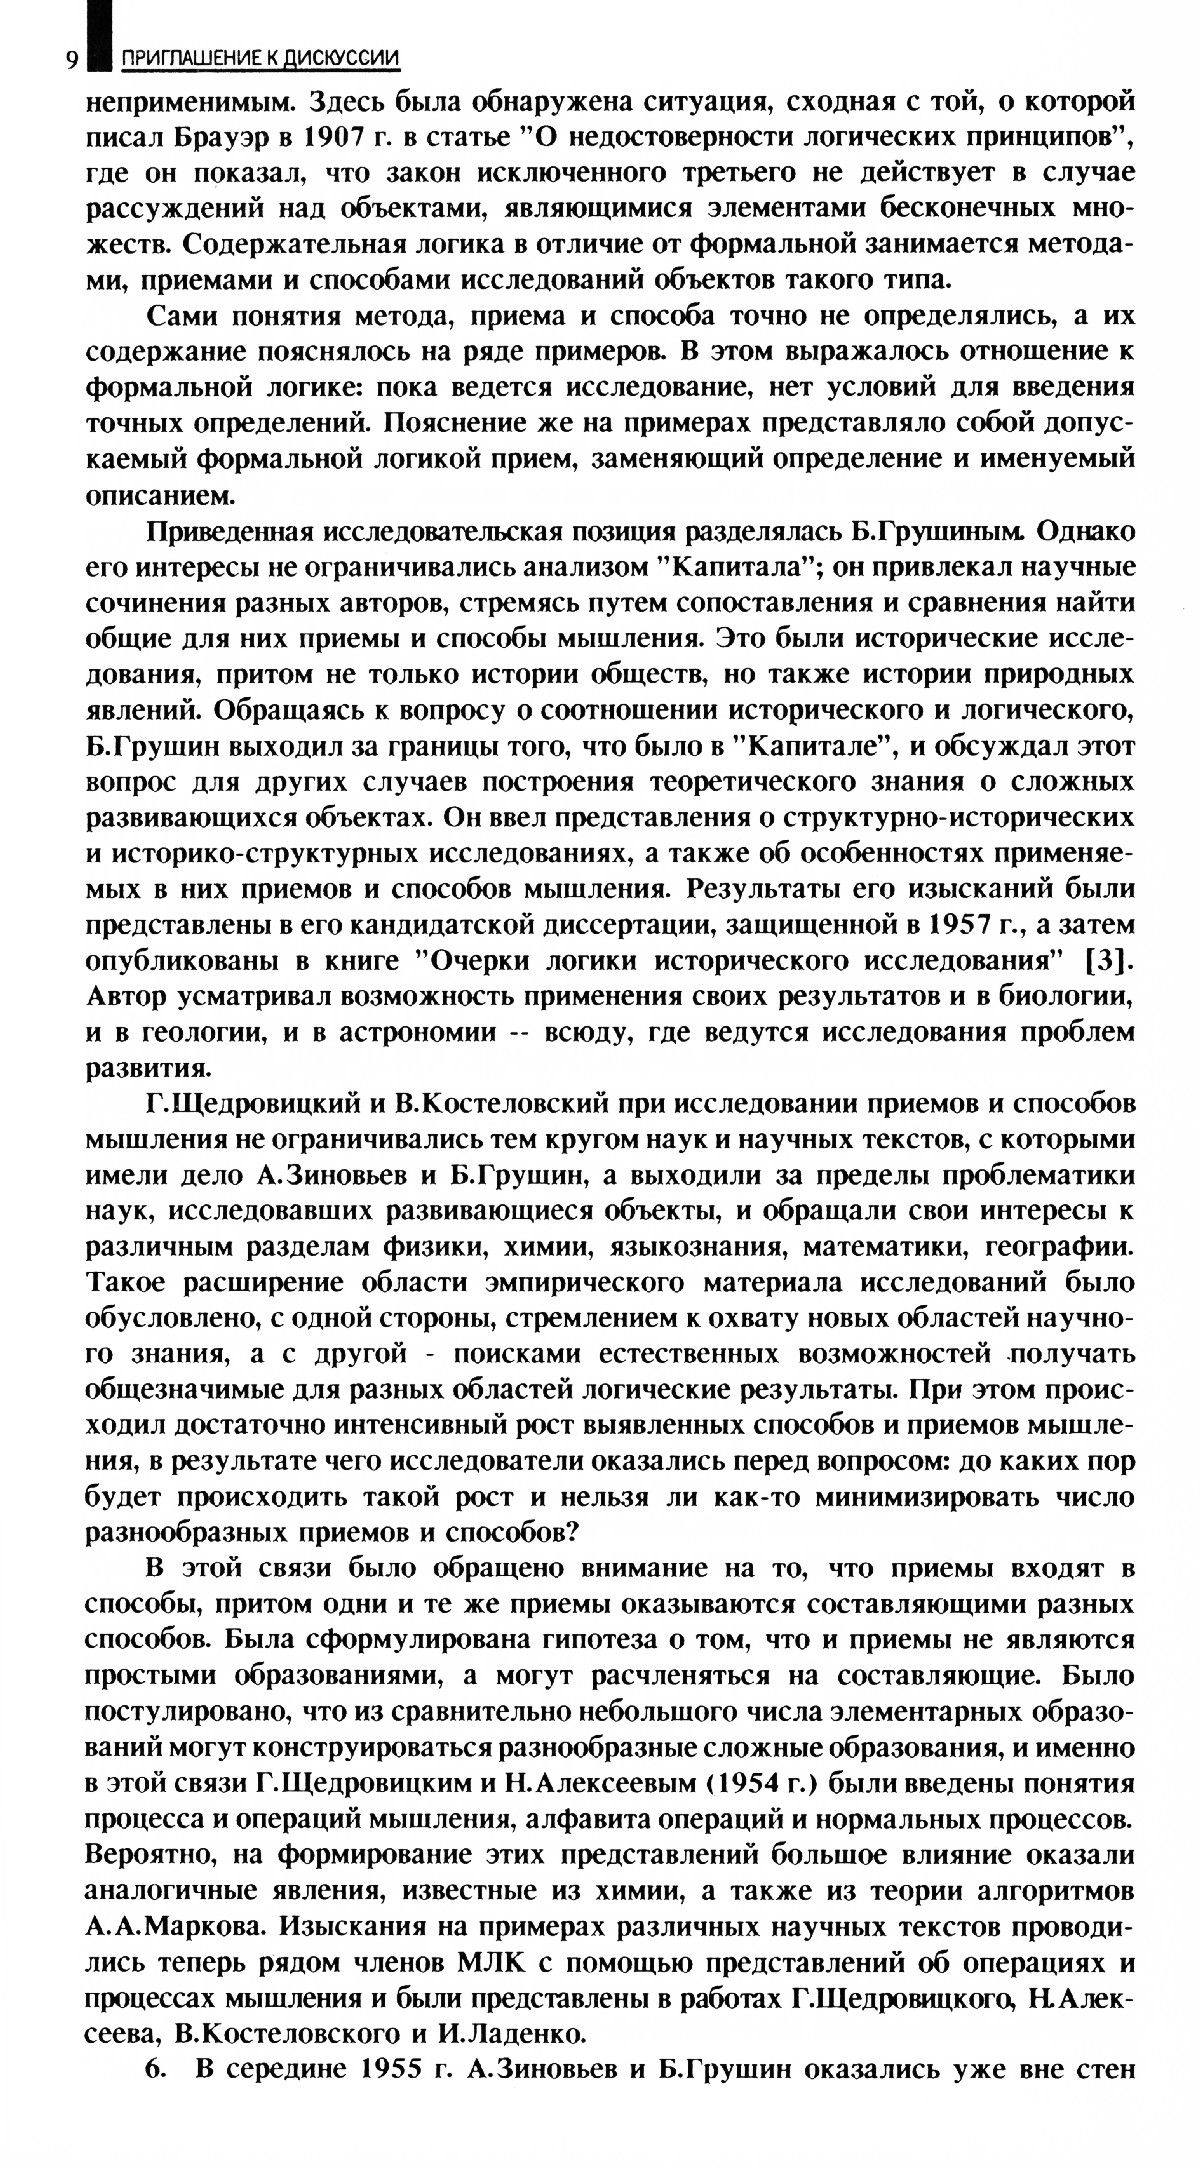 9 ПРИГЛАШЕНИЕ К ДИСКУССИИ
неприменимым. Здесь была обнаружена ситуация, сходная с той, о которой
писал Брауэр в 1907 г. в статье ”О недостоверности логических принципов”,
где он показал, что закон исключенного третьего не действует в случае
рассуждений над объектами, являющимися элементами бесконечных мно-
жеств. Содержательная логика в отличие от формальной занимается метода-
ми, приемами и способами исследований объектов такого типа.
Сами понятия метода, приема и способа точно не определялись, а их
содержание пояснялось на ряде примеров. В этом выражалось отношение к
формальной логике: пока ведется исследование, нет условий для введения
точных определений. Пояснение же на примерах представляло собой допус-
каемый формальной логикой прием, заменяющий определение и именуемый
описанием.
Приведенная исследовательская позиция разделялась Б.Грушиным. Однако
его интересы не ограничивались анализом ”Капитала”; он привлекал научные
сочинения разных авторов, стремясь путем сопоставления и сравнения найти
общие для них приемы и способы мышления. Это были исторические иссле-
дования, притом не только истории обществ, но также истории природных
явлений. Обращаясь к вопросу о соотношении исторического и логического,
Б.Грушин выходил за границы того, что было в ”Капитале”, и обсуждал этот
вопрос для других случаев построения теоретического знания о сложных
развивающихся объектах. Он ввел представления о структурно-исторических
и историко-структурных исследованиях, а также об особенностях применяе-
мых в них приемов и способов мышления. Результаты его изысканий были
представлены в его кандидатской диссертации, защищенной в 1957 г., а затем
опубликованы в книге ”Очерки логики исторического исследования” [3].
Автор усматривал возможность применения своих результатов и в биологии,
и в геологии, и в астрономии -- всюду, где ведутся исследования проблем
развития.
Г.Щедровицкий и В.Костеловский при исследовании приемов и способов
мышления не ограничивались тем кругом наук и научных текстов, с которыми
имели дело А.Зиновьев и Б.Грушин, а выходили за пределы проблематики
наук, исследовавших развивающиеся объекты, и обращали свои интересы к
различным разделам физики, химии, языкознания, математики, географии.
Такое расширение области эмпирического материала исследований было
обусловлено, с одной стороны, стремлением к охвату новых областей научно-
го знания, а с другой - поисками естественных возможностей получать
общезначимые для разных областей логические результаты. При этом проис-
ходил достаточно интенсивный рост выявленных способов и приемов мышле-
ния, в результате чего исследователи оказались перед вопросом: до каких пор
будет происходить такой рост и нельзя ли как-то минимизировать число
разнообразных приемов и способов?
В этой связи было обращено внимание на то, что приемы входят в
способы, притом одни и те же приемы оказываются составляющими разных
способов. Была сформулирована гипотеза о том, что и приемы не являются
простыми образованиями, а могут расчленяться на составляющие. Было
постулировано, что из сравнительно небольшого числа элементарных образо-
ваний могут конструироваться разнообразные сложные образования, и именно
в этой связи Г.Щедровицким и Н.Алексеевым (1954 г.) были введены понятия
процесса и операций мышления, алфавита операций и нормальных процессов.
Вероятно, на формирование этих представлений большое влияние оказали
аналогичные явления, известные из химии, а также из теории алгоритмов
А.А.Маркова. Изыскания на примерах различных научных текстов проводи-
лись теперь рядом членов МЛК с помощью представлений об операциях и
процессах мышления и были представлены в работах Г.Щедровицкого, Н.Алек-
сеева, В.Костеловского и И.Ладенко.
6. В середине 1955 г. А.Зиновьев и Б.Грушин оказались уже вне стен